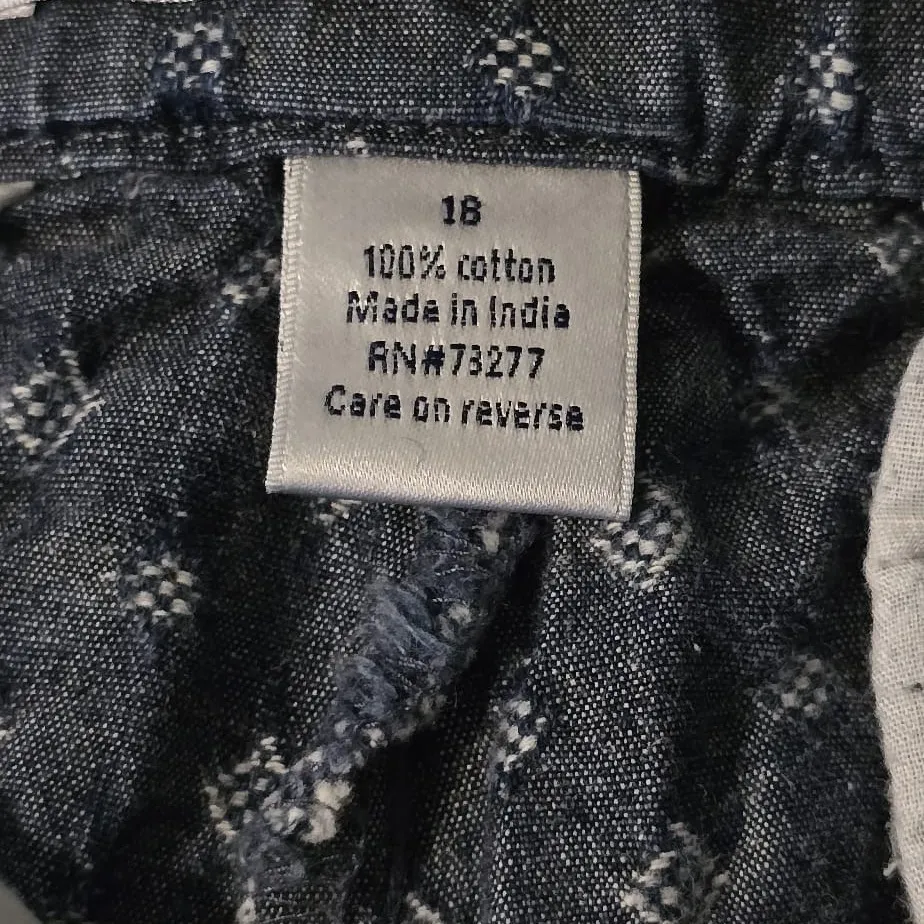 18
100% cotton
Made in India
RN#73277
Care on reverse